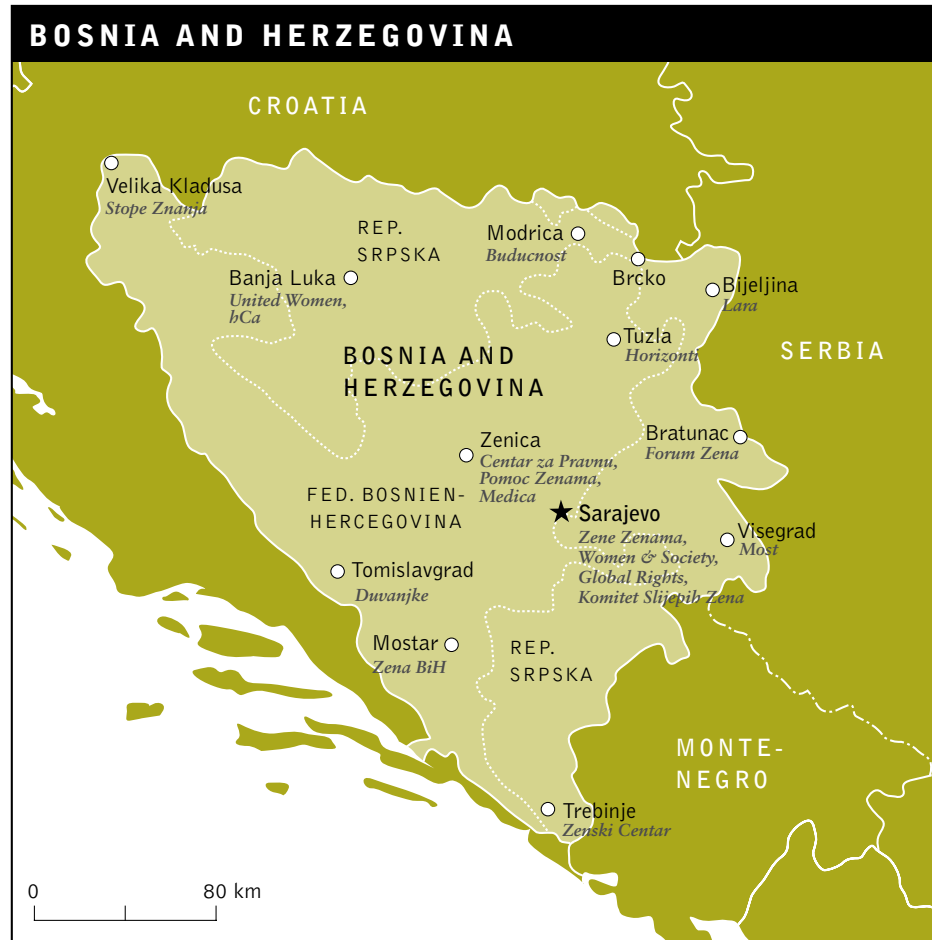 BOSNIA AND HERZEGOVINA
CROATIA
Velika Kladusa
Stope Znanja
REP.
SRPSKA
Modrica
Buducnost
Banja Luka
United Women,
hCa
Brcko
Bijeljina
Lara
Tuzla
Horizonti
SERBIA
BOSNIA AND
HERZEGOVINA
Zenica
Centar za Pravnu,
Pomoc Zenama,
Medica
Bratunac
Forum Zena
FED. BOSNIEN-
HERCEGOVINA
Sarajevo
Zene Zenama,
Women & Society,
Global Rights,
Komitet Slijepih Zena
Visegrad
Most
Tomislavgrad
Duvanjke
Mostar
Zena BiH
REP.
SRPSKA
MONTE-
NEGRO
Trebinje
Zenski Centar
0
80 km